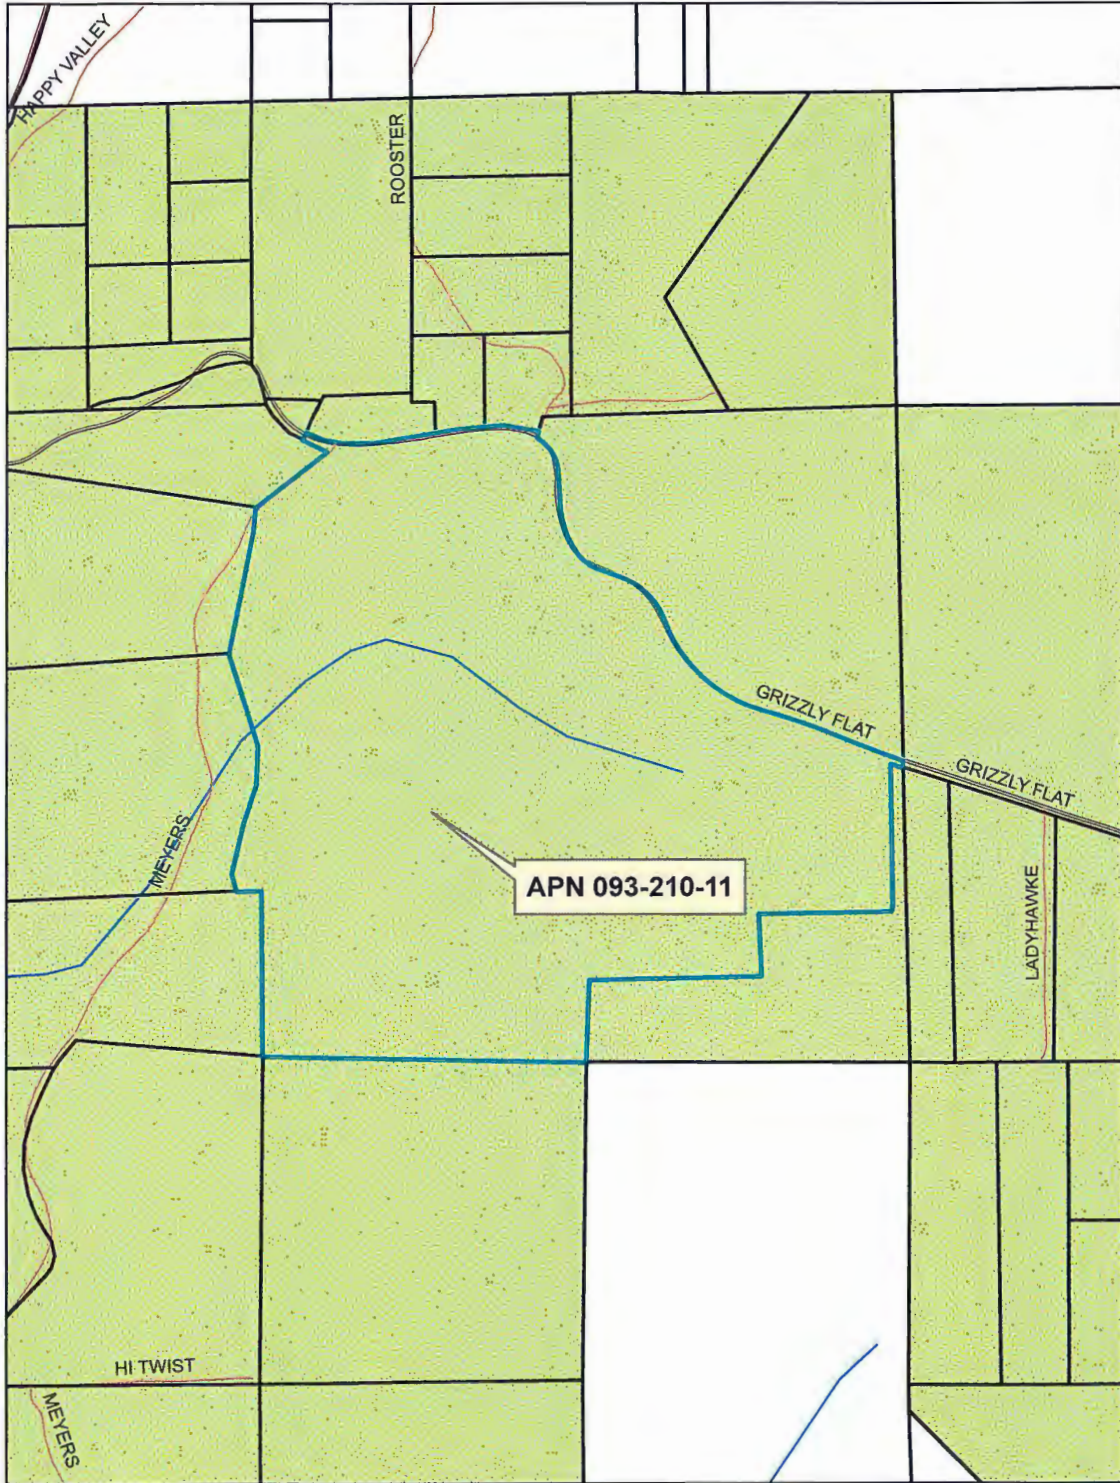 HAPPY VALLEY
ROOSTER
GRIZZLY FLAT
GRIZZLY FLAT
MEYERS
APN 093-210-11
LADYHAWKE
HI TWIST
MEYERS